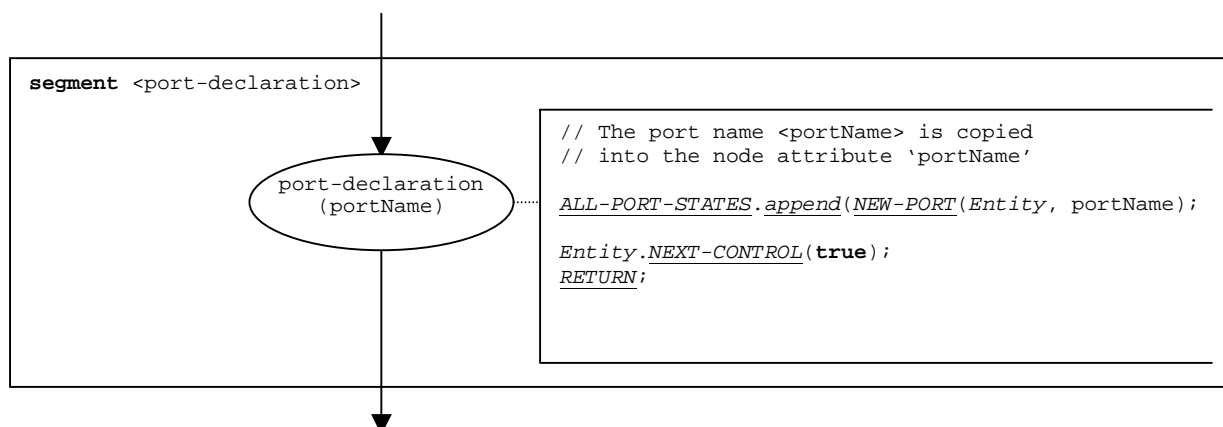 segment <port-declaration>
port-declaration
(portName)
// The port name <portName> is copied
// into the node attribute ‘portName’
ALL-PORT-STATES.append(NEW-PORT(Entity, portName);
Entity.NEXT-CONTROL(true);
RETURN;